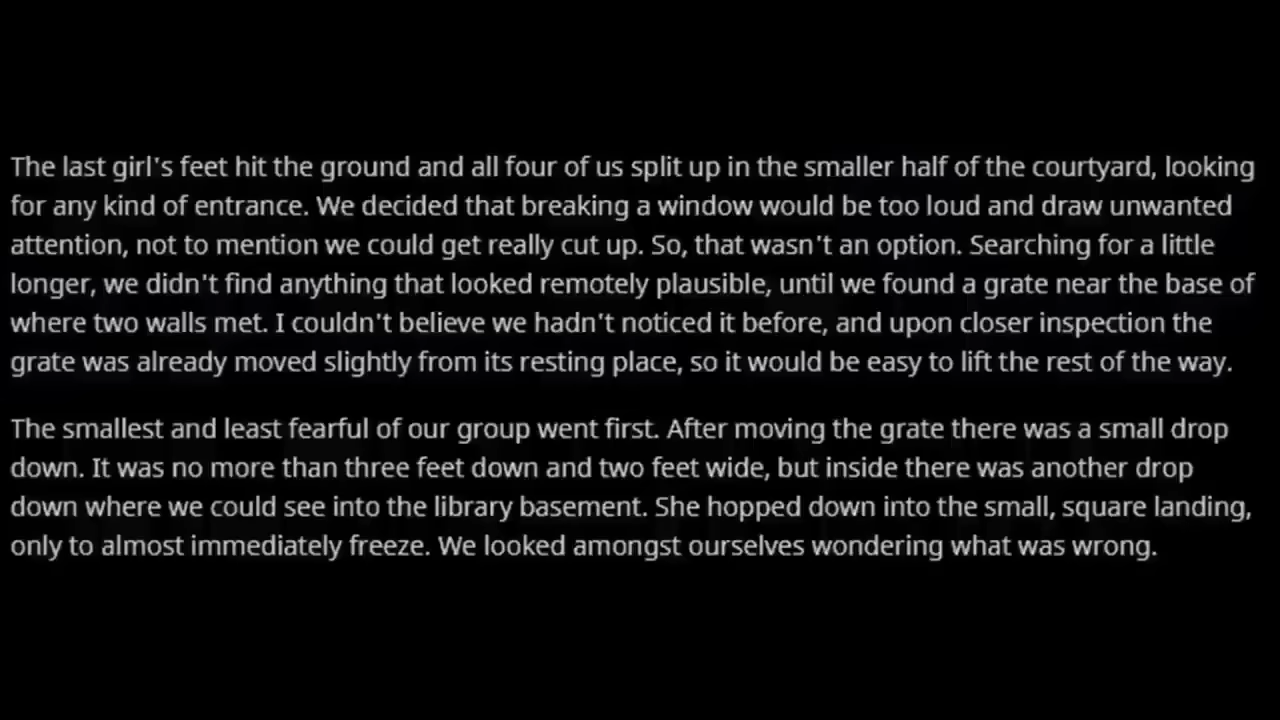 The last girl's feet hit the ground and all four of us split up in the smaller half of the courtyard, looking
for any kind of entrance. We decided that breaking a window would be too loud and draw unwanted
attention, not to mention we could get really cut up. So, that wasn't an option. Searching for a little
longer, we didn't find anything that looked remotely plausible, until we found a grate near the base of
where two walls met. I couldn't believe we hadn't noticed it before, and upon closer inspection the
grate was already moved slightly from its resting place, so it would be easy to lift the rest of the way.
The smallest and least fearful of our group went first. After moving the grate there was a small drop
down. It was no more than three feet down and two feet wide, but inside there was another drop
down where we could see into the library basement. She hopped down into the small, square landing,
only to almost immediately freeze. We looked amongst ourselves wondering what was wrong.